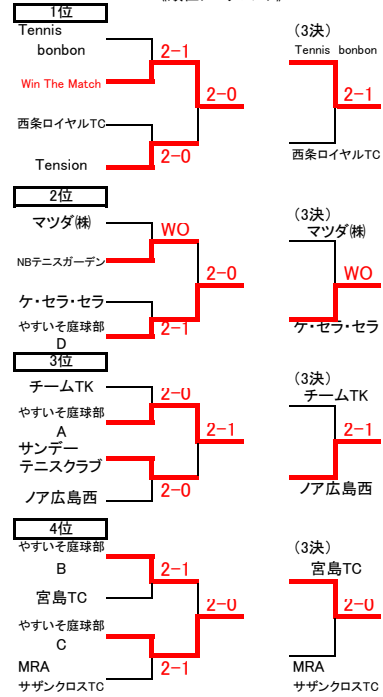 1位
Tennis
bonbon
2-1
Win The Match
2-0
西条ロイヤルTC
Tension
2-0
(3決)
Tennis bonbon
2-1
西条ロイヤルTC
2位
マツダ㈱
WO
NBテニスガーデン
2-0
ケ・セラ・セラ
やすいそ庭球部
D
2-1
(3決)
マツダ㈱
WO
ケ・セラ・セラ
3位
チームTK
2-0
やすいそ庭球部
A
2-1
サンデー
テニスクラブ
2-0
ノア広島西
(3決)
チームTK
2-1
ノア広島西
4位
やすいそ庭球部
B
2-1
宮島TC
2-0
やすいそ庭球部
C
2-1
MRA
サザンクロスTC
(3決)
宮島TC
2-0
MRA
サザンクロスTC